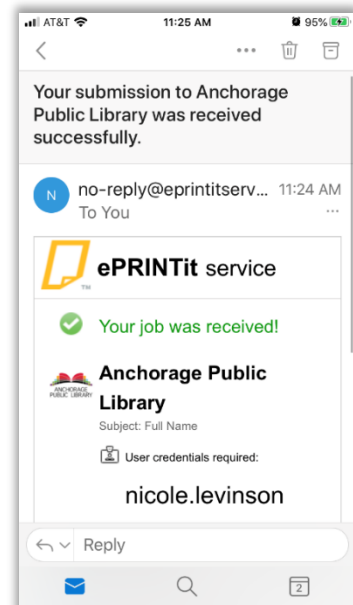 AT&T 11:25 AM 95%
Your submission to Anchorage
Public Library was received
successfully.
N no-reply@eprintitserv... 11:24 AM
To You
ePRINTit service
TM
Your job was received!
Anchorage Public
Library
ANCHORAGE
PUBLIC LIBRARY
Subject: Full Name
User credentials required:
nicole.levinson
Reply
2